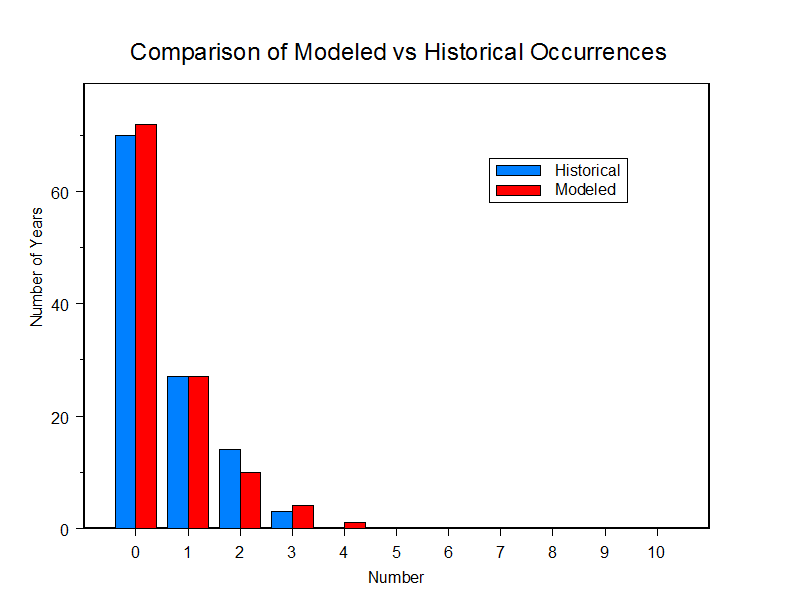 Comparison of Modeled vs Historical Occurrences
Historical
Modeled
Number of Years
60
40
20
0
0 1 2 3 4 5 6 7 8 9 10
Number